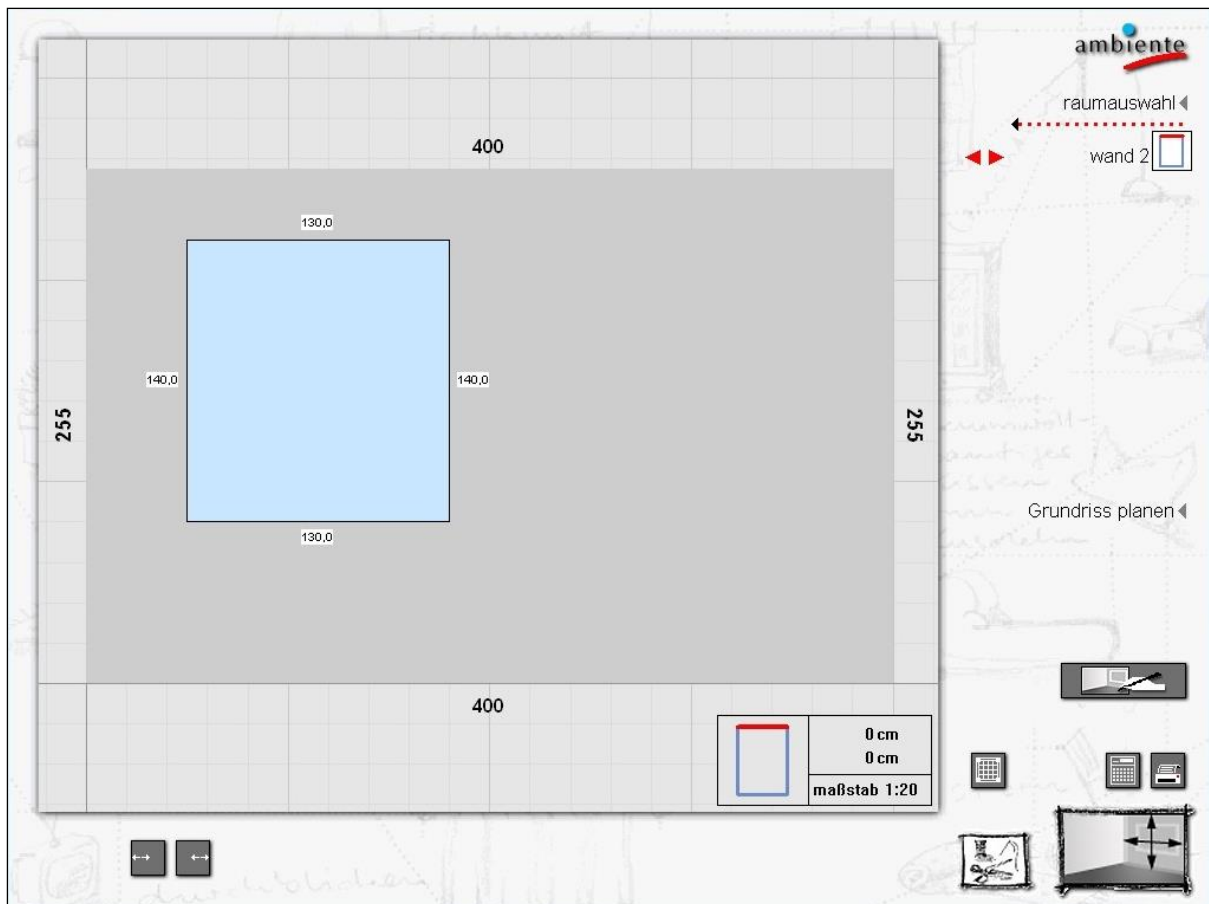 ambiente
raumauswahl
wand 2
400
130,0
140,0
140,0
255
255
130,0
Grundriss planen
400
0 cm
0 cm
maßstab 1:20